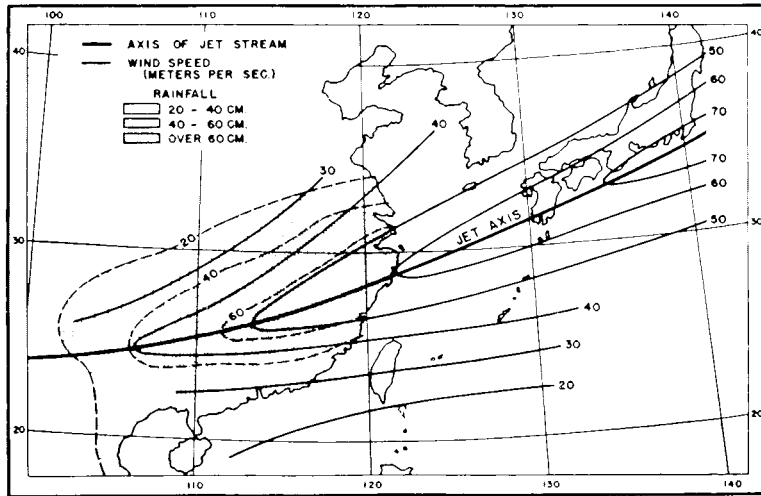 100 110 120 130 140
AXIS OF JET STREAM
WIND SPEED
(METERS PER SEC.)
RAINFALL
20 - 40 CM.
40 - 60 CM.
OVER 60 CM.
40 40
50
60
70
40
30
70
60
50
JET AXIS
30 30
20
40
60
40
30
20
20 20
110 120 130 140